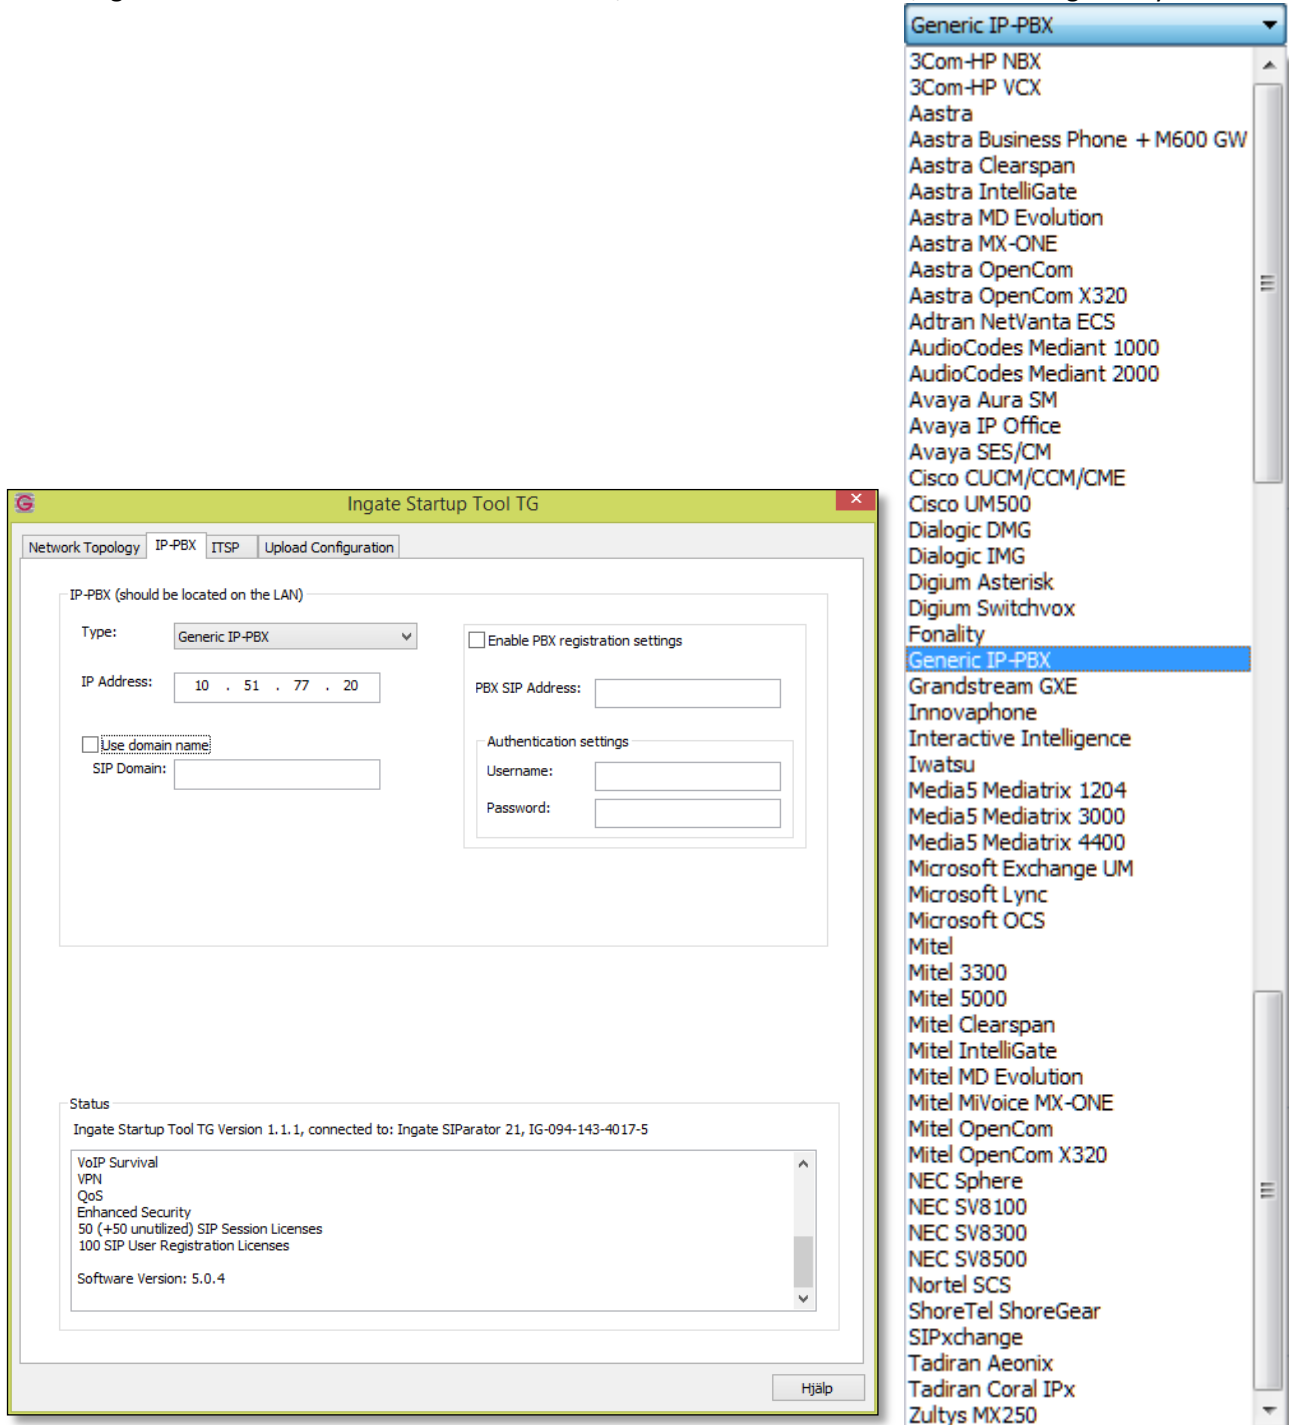 Ingate Startup Tool TG
Network Topology IP-PBX ITSP Upload Configuration
IP-PBX (should be located on the LAN)
Type: Generic IP-PBX
IP Address: 10 . 51 . 77 . 20
Use domain name
SIP Domain:
Enable PBX registration settings
PBX SIP Address:
Authentication settings
Username:
Password:
Status
Ingate Startup Tool TG Version 1.1.1, connected to: Ingate SIParator 21, IG-094-143-4017-5
VoIP Survival
VPN
QoS
Enhanced Security
50 (+50 unutilized) SIP Session Licenses
100 SIP User Registration Licenses
Software Version: 5.0.4
Hjälp
Generic IP-PBX
3Com-HP NBX
3Com-HP VCX
Aastra
Aastra Business Phone + M600 GW
Aastra Clearspan
Aastra IntelliGate
Aastra MD Evolution
Aastra MX-ONE
Aastra OpenCom
Aastra OpenCom X320
Adtran NetVanta ECS
AudioCodes Mediant 1000
AudioCodes Mediant 2000
Avaya Aura SM
Avaya IP Office
Avaya SES/CM
Cisco CUCM/CCM/CME
Cisco UM500
Dialogic DMG
Dialogic IMG
Digium Asterisk
Digium Switchvox
Fonality
Generic IP-PBX
Grandstream GXE
Innovaphone
Interactive Intelligence
Iwatsu
Media5 Mediatrix 1204
Media5 Mediatrix 3000
Media5 Mediatrix 4400
Microsoft Exchange UM
Microsoft Lync
Microsoft OCS
Mitel
Mitel 3300
Mitel 5000
Mitel Clearspan
Mitel IntelliGate
Mitel MD Evolution
Mitel MiVoice MX-ONE
Mitel OpenCom
Mitel OpenCom X320
NEC Sphere
NEC SV8100
NEC SV8300
NEC SV8500
Nortel SCS
ShoreTel ShoreGear
SIPxchange
Tadiran Aeonix
Tadiran Coral IPx
Zultys MX250